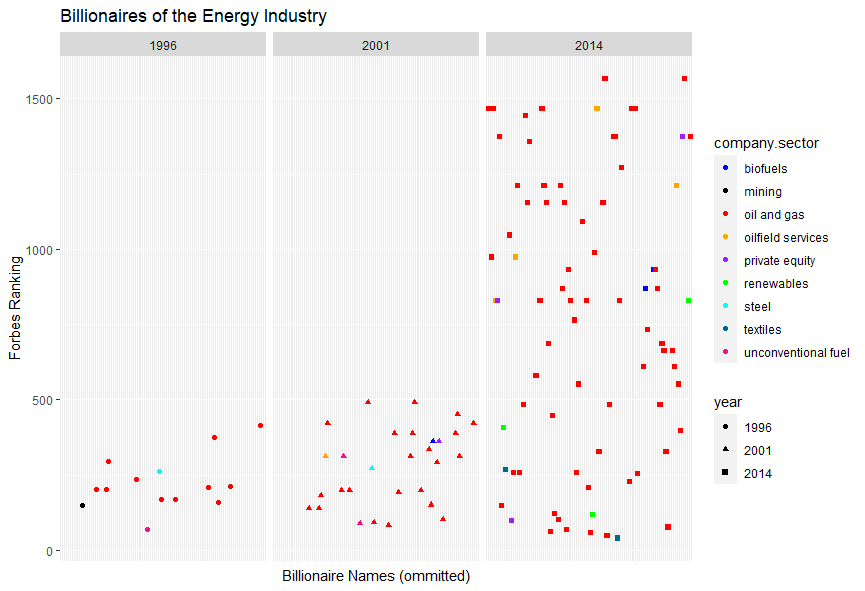 Billionaires of the Energy Industry
1996
2001
2014
1500
1000
500
0
Forbes Ranking
Billionaire Names (ommitted)
company.sector
biofuels
mining
oil and gas
oilfield services
private equity
renewables
steel
textiles
unconventional fuel
year
1996
2001
2014